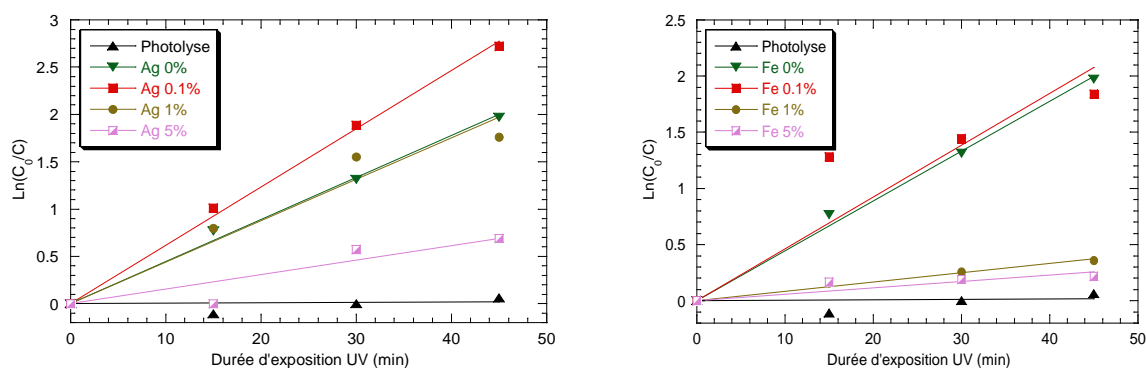 3
2.5
2
1.5
1
0.5
0
Ln(C₀/C)
Photolyse
Ag 0%
Ag 0.1%
Ag 1%
Ag 5%
0 10 20 30 40 50
Durée d'exposition UV (min)
2.5
2
1.5
1
0.5
0
Ln(C₀/C)
Photolyse
Fe 0%
Fe 0.1%
Fe 1%
Fe 5%
0 10 20 30 40 50
Durée d'exposition UV (min)